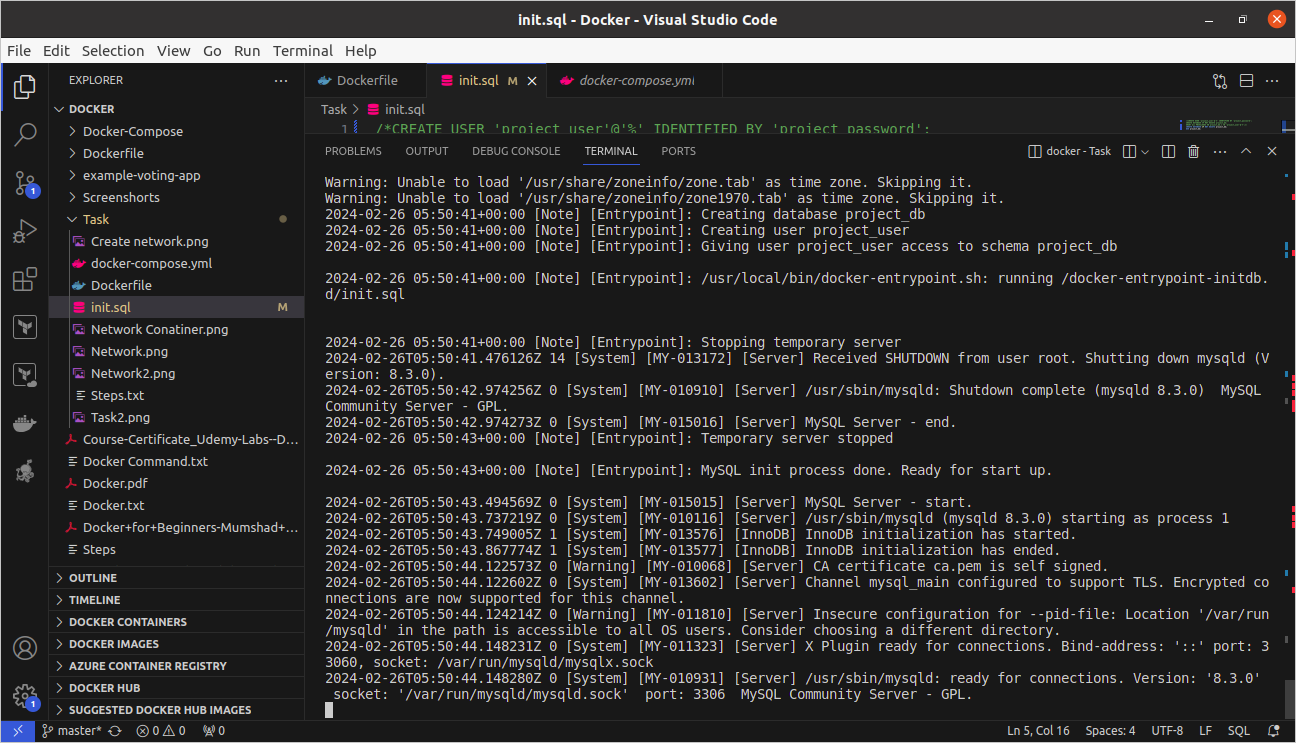 init.sql - Docker - Visual Studio Code
File Edit Selection View Go Run Terminal Help
EXPLORER
DOCKER
Docker-Compose
Dockerfile
example-voting-app
Screenshorts
Task
Create network.png
docker-compose.yml
Dockerfile
init.sql M
Network Conatiner.png
Network.png
Network2.png
Steps.txt
Task2.png
Course-Certificate_Udemy-Labs--D...
Docker Command.txt
Docker.pdf
Docker.txt
Docker+for+Beginners-Mumshad+...
Steps
OUTLINE
TIMELINE
DOCKER CONTAINERS
DOCKER IMAGES
AZURE CONTAINER REGISTRY
DOCKER HUB
SUGGESTED DOCKER HUB IMAGES
1
1
Dockerfile init.sql M docker-compose.yml
Task > init.sql
1 /*CREATE USER 'project_user'@'%' IDENTIFIED BY 'project_password';
PROBLEMS OUTPUT DEBUG CONSOLE TERMINAL PORTS docker - Task
Warning: Unable to load '/usr/share/zoneinfo/zone.tab' as time zone. Skipping it.
Warning: Unable to load '/usr/share/zoneinfo/zone1970.tab' as time zone. Skipping it.
2024-02-26 05:50:41+00:00 [Note] [Entrypoint]: Creating database project_db
2024-02-26 05:50:41+00:00 [Note] [Entrypoint]: Creating user project_user
2024-02-26 05:50:41+00:00 [Note] [Entrypoint]: Giving user project_user access to schema project_db
2024-02-26 05:50:41+00:00 [Note] [Entrypoint]: /usr/local/bin/docker-entrypoint.sh: running /docker-entrypoint-initdb.
d/init.sql
2024-02-26 05:50:41+00:00 [Note] [Entrypoint]: Stopping temporary server
2024-02-26T05:50:41.476126Z 14 [System] [MY-013172] [Server] Received SHUTDOWN from user root. Shutting down mysqld (V
ersion: 8.3.0).
2024-02-26T05:50:42.974256Z 0 [System] [MY-010910] [Server] /usr/sbin/mysqld: Shutdown complete (mysqld 8.3.0)  MySQL
Community Server - GPL.
2024-02-26T05:50:42.974273Z 0 [System] [MY-015016] [Server] MySQL Server - end.
2024-02-26 05:50:43+00:00 [Note] [Entrypoint]: Temporary server stopped
2024-02-26 05:50:43+00:00 [Note] [Entrypoint]: MySQL init process done. Ready for start up.
2024-02-26T05:50:43.494569Z 0 [System] [MY-015015] [Server] MySQL Server - start.
2024-02-26T05:50:43.737219Z 0 [System] [MY-010116] [Server] /usr/sbin/mysqld (mysqld 8.3.0) starting as process 1
2024-02-26T05:50:43.749005Z 1 [System] [MY-013576] [InnoDB] InnoDB initialization has started.
2024-02-26T05:50:43.867774Z 1 [System] [MY-013577] [InnoDB] InnoDB initialization has ended.
2024-02-26T05:50:44.122573Z 0 [Warning] [MY-010068] [Server] CA certificate ca.pem is self signed.
2024-02-26T05:50:44.122602Z 0 [System] [MY-013602] [Server] Channel mysql_main configured to support TLS. Encrypted co
nnections are now supported for this channel.
2024-02-26T05:50:44.124214Z 0 [Warning] [MY-011810] [Server] Insecure configuration for --pid-file: Location '/var/run
/mysqld' in the path is accessible to all OS users. Consider choosing a different directory.
2024-02-26T05:50:44.148231Z 0 [System] [MY-011323] [Server] X Plugin ready for connections. Bind-address: '::' port: 3
3060, socket: /var/run/mysqld/mysqlx.sock
2024-02-26T05:50:44.148280Z 0 [System] [MY-010931] [Server] /usr/sbin/mysqld: ready for connections. Version: '8.3.0'
socket: '/var/run/mysqld/mysqld.sock'  port: 3306  MySQL Community Server - GPL.
master* 0 0 0 Ln 5, Col 16 Spaces: 4 UTF-8 LF SQL